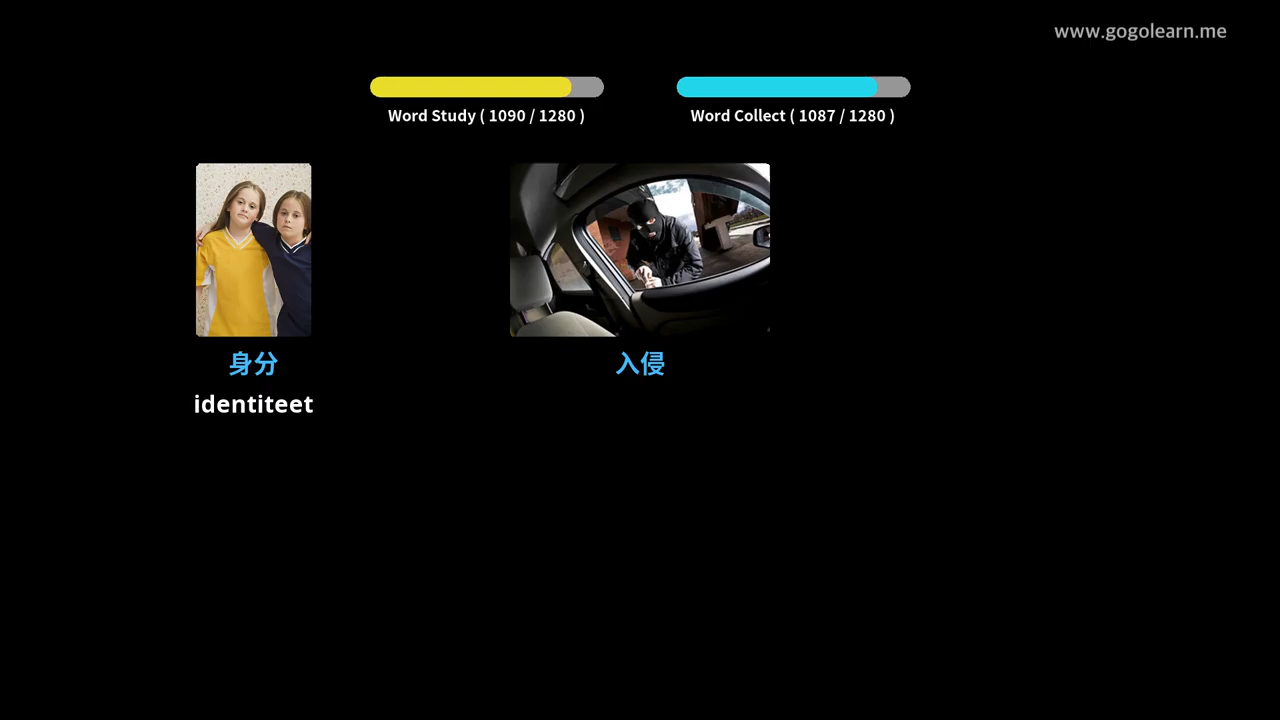 www.gogolearn.me
Word Study ( 1090 / 1280 )
Word Collect ( 1087 / 1280 )
身分
入侵
identiteet